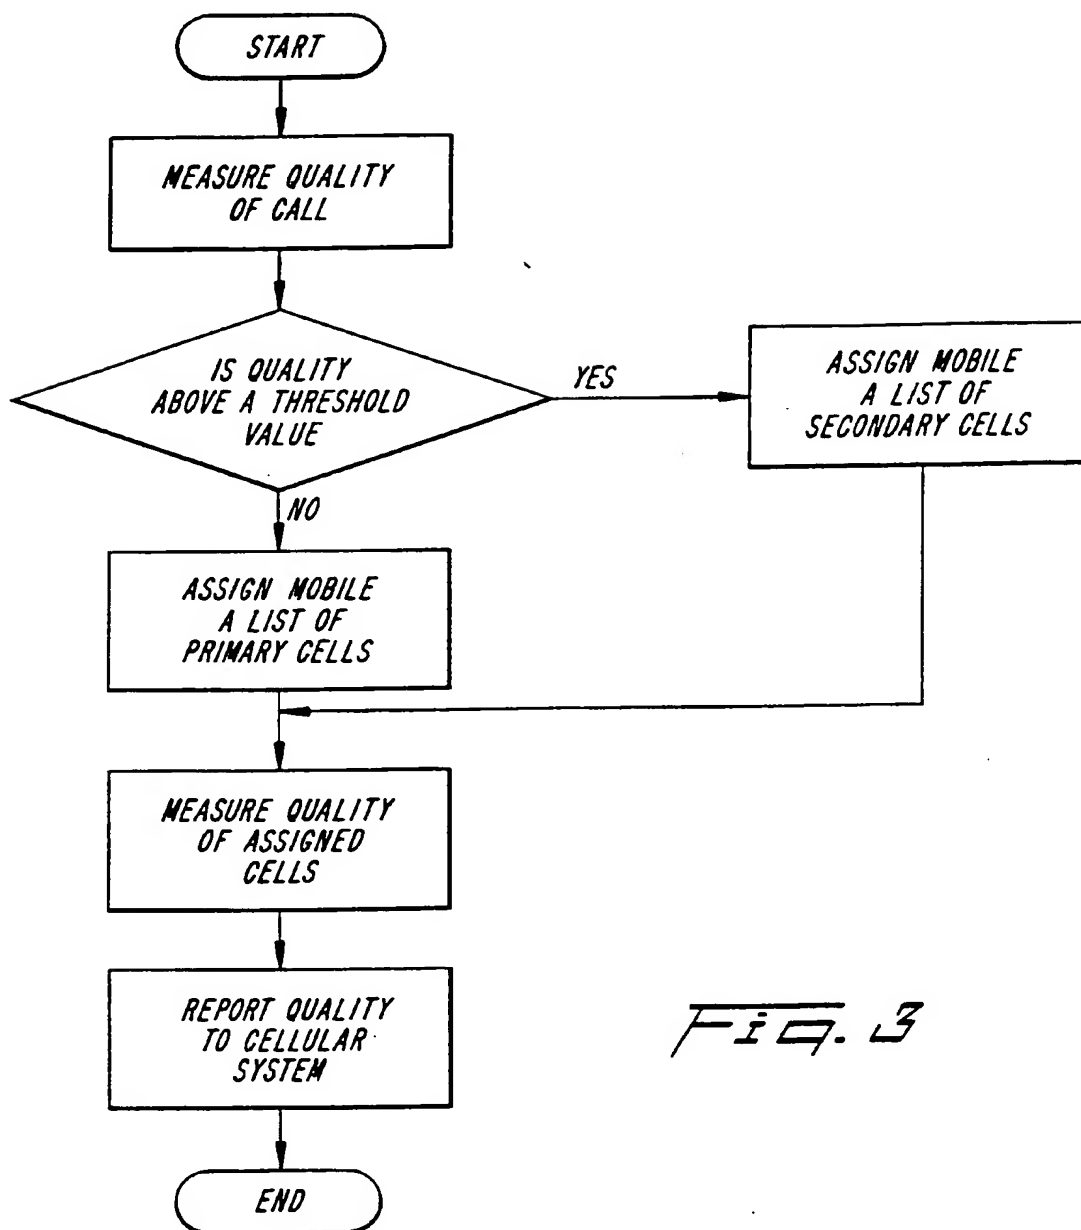 START
MEASURE QUALITY
OF CALL
IS QUALITY
ABOVE A THRESHOLD
VALUE
YES
ASSIGN MOBILE
A LIST OF
SECONDARY CELLS
NO
ASSIGN MOBILE
A LIST OF
PRIMARY CELLS
MEASURE QUALITY
OF ASSIGNED
CELLS
REPORT QUALITY
TO CELLULAR
SYSTEM
END
Fig. 3